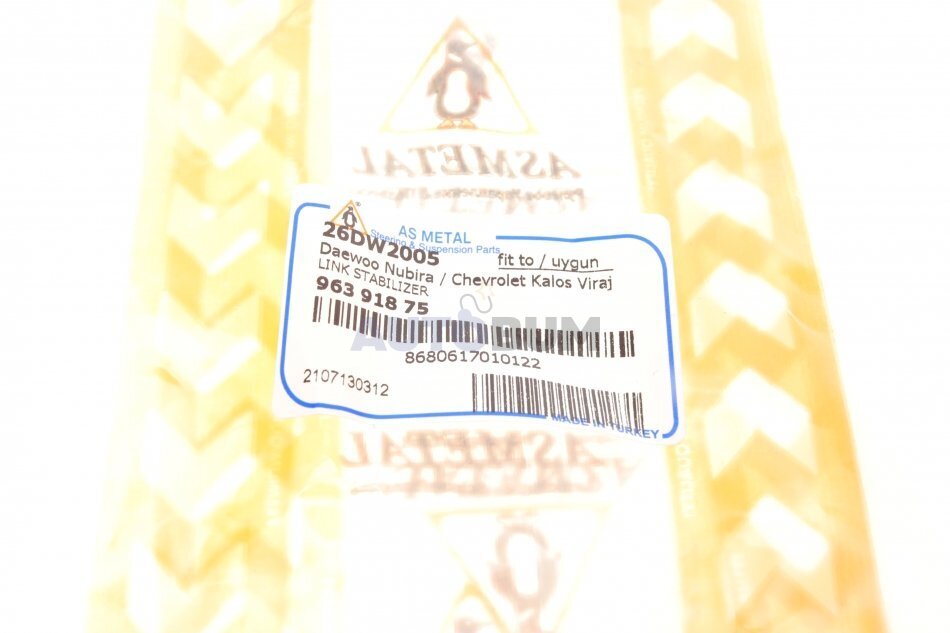 ASMETAL
AS METAL
Steering & Suspension Parts
26DW2005
fit to / uygun
Daewoo Nubira / Chevrolet Kalos Viraj
LINK STABILIZER
963 918 75
AUTOBUM
8680617010122
2107130312
MADE IN TURKEY
ASMETAL